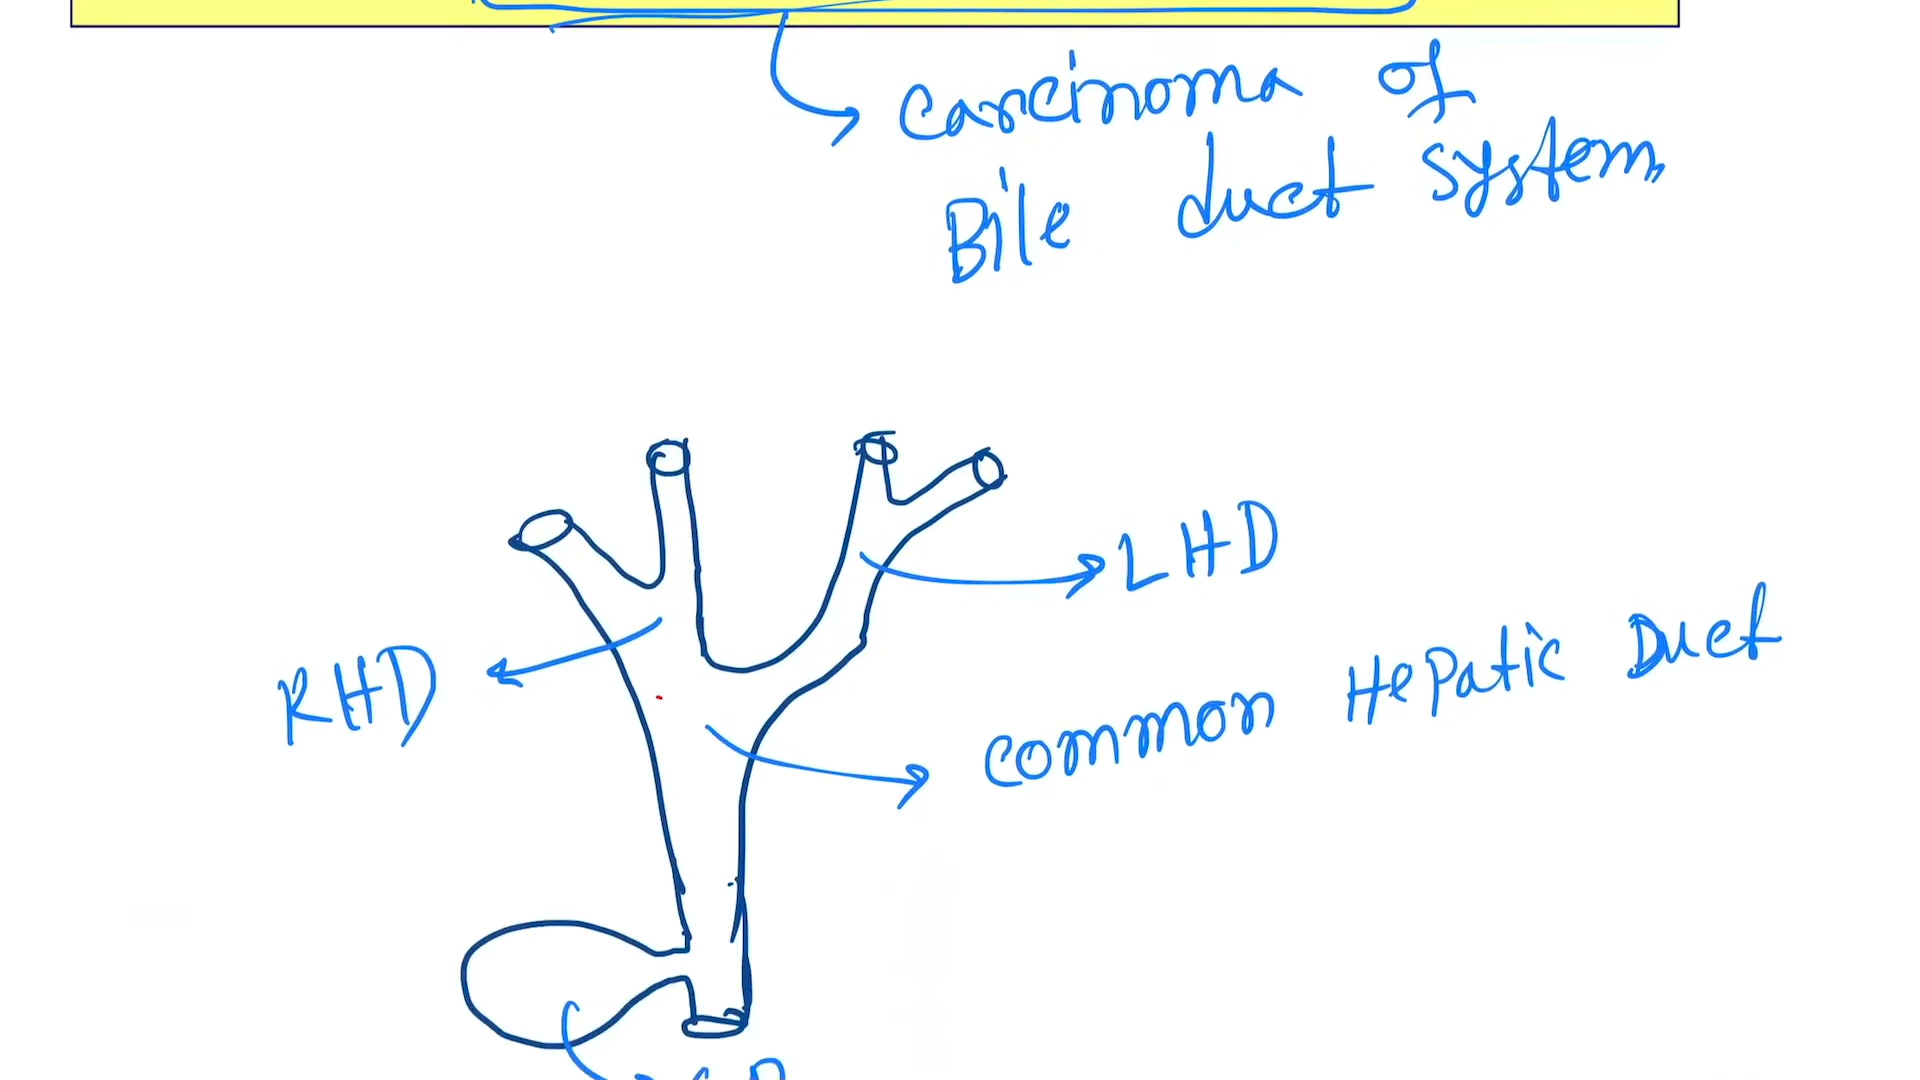 Carcinoma of
Bile duct system
LHD
RHD
Common Hepatic Duct